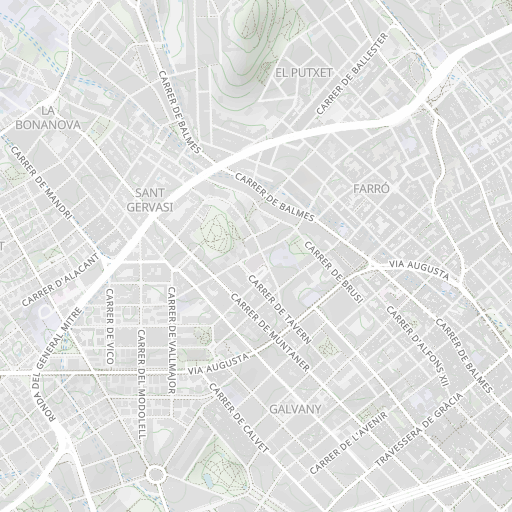 EL PUTXET
CARRER DE BALLESTER
CARRER DE BALMES
LA
BONANOVA
CARRER DE MANDRI
SANT
GERVASI
FARRÓ
CARRER DE BALMES
CARRER DE BRUSI
VIA AUGUSTA
CARRER D'ALACANT
CARRER DE TAVERN
CARRER DE MUNTANER
CARRER DE VICO
CARRER DE VALLMAJOR
CARRER DEL MODOLELL
RONDA DEL GENERAL MITRE
VIA AUGUSTA
CARRER D'ALFONS XII
CARRER DE BALMES
CARRER DE CALVET
GALVANY
CARRER DE L'AVENIR
TRAVESSERA DE GRÀCIA